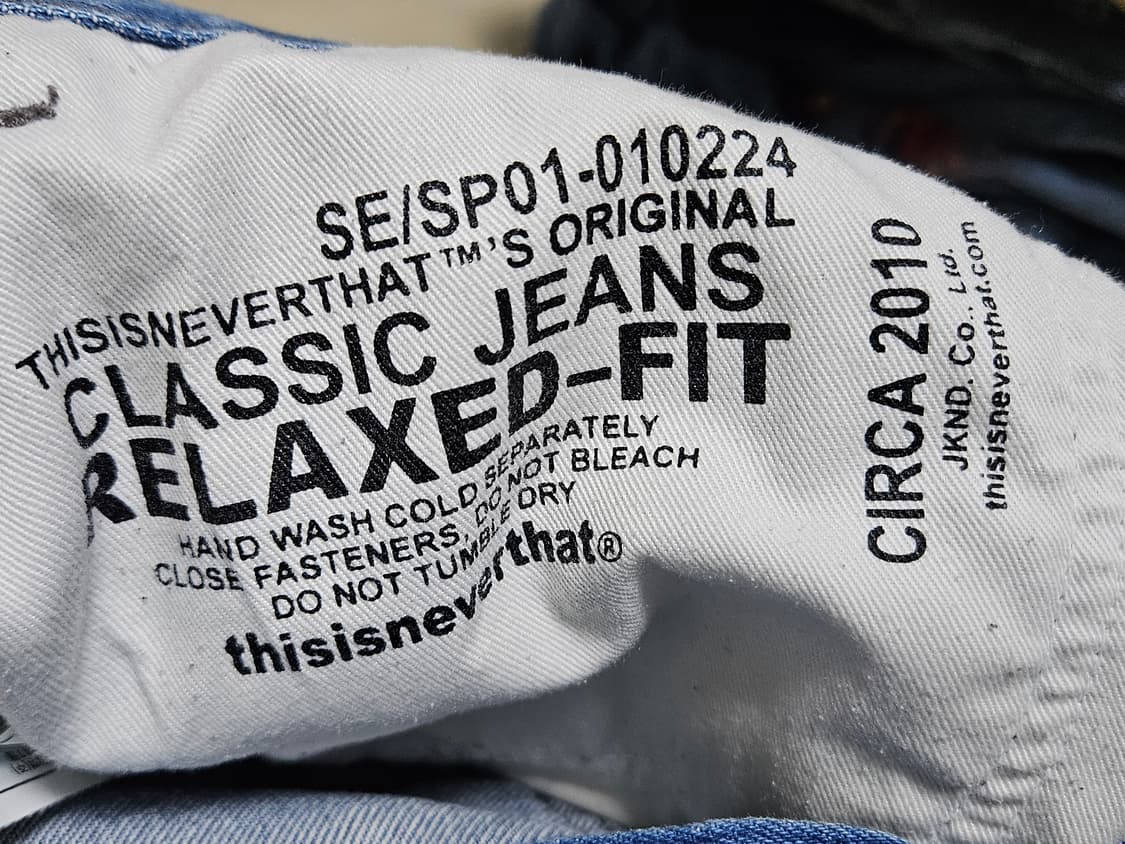 SE/SP01-010224
THISISNEVERTHAT™'S ORIGINAL
CLASSIC JEANS
RELAXED-FIT
HAND WASH COLD SEPARATELY
CLOSE FASTENERS, DO NOT BLEACH
DO NOT TUMBLE DRY
thisisneverthat®
CIRCA 2010
JKND. Co., Ltd.
thisisneverthat.com